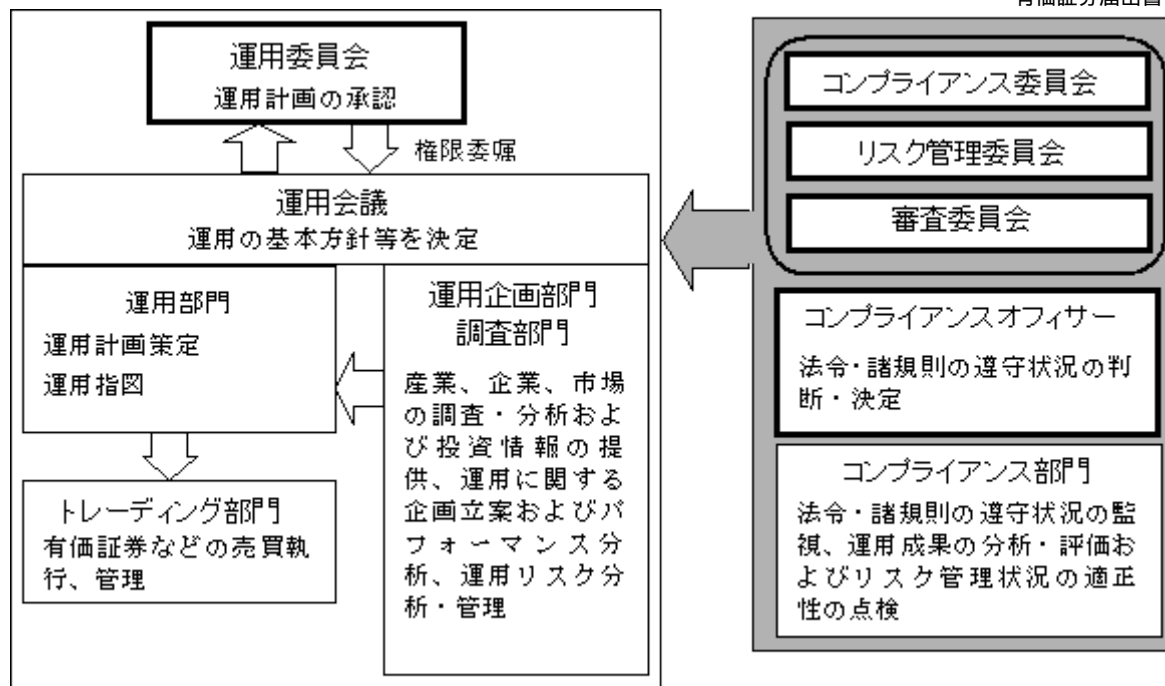 運用委員会
運用計画の承認
権限委嘱
運用会議
運用の基本方針等を決定
運用部門
運用計画策定
運用指図
運用企画部門
調査部門
産業、企業、市場
の調査・分析およ
び投資情報の提
供、運用に関する
企画立案およびパ
フォーマンス分
析、運用リスク分
析・管理
トレーディング部門
有価証券などの売買執
行、管理
コンプライアンス委員会
リスク管理委員会
審査委員会
コンプライアンスオフィサー
法令・諸規則の遵守状況の判
断・決定
コンプライアンス部門
法令・諸規則の遵守状況の監
視、運用成果の分析・評価お
よびリスク管理状況の適正
性の点検